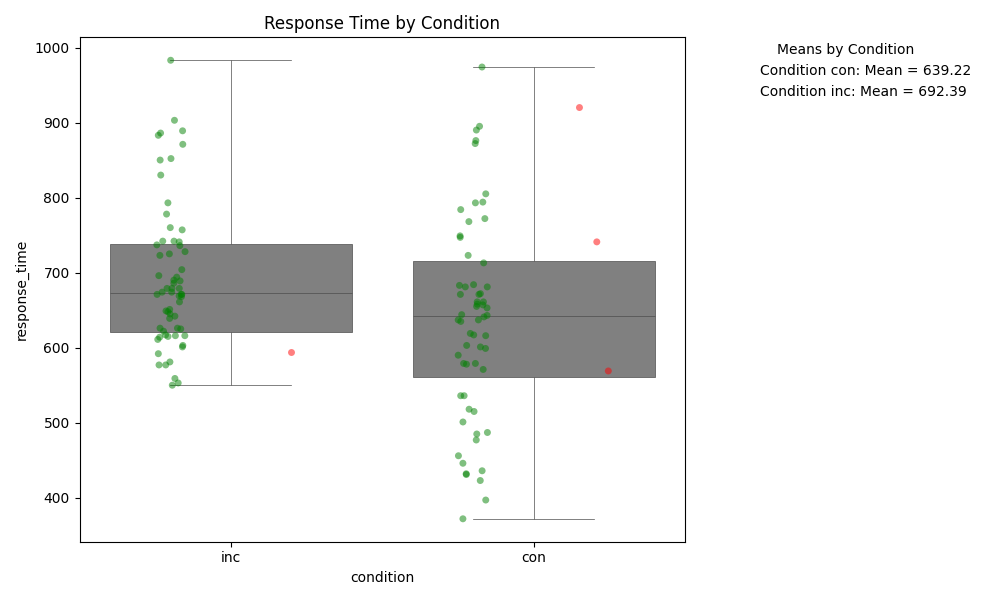 Response Time by Condition
Means by Condition
Condition con: Mean = 639.22
Condition inc: Mean = 692.39
response_time
1000
900
800
700
600
500
400
inc
con
condition